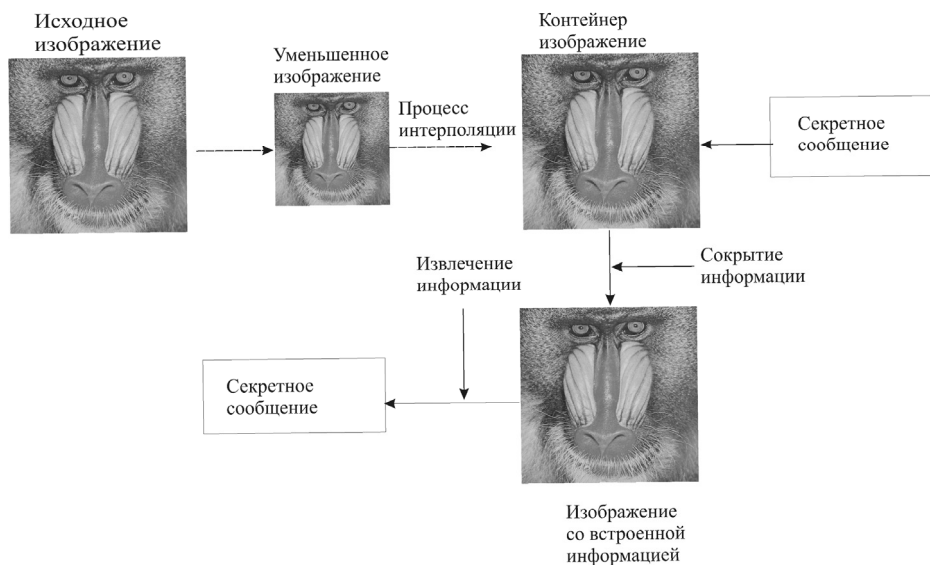 Исходное
изображение
Уменьшенное
изображение
Процесс
интерполяции
Контейнер
изображение
Секретное
сообщение
Извлечение
информации
Сокрытие
информации
Секретное
сообщение
Изображение
со встроенной
информацией